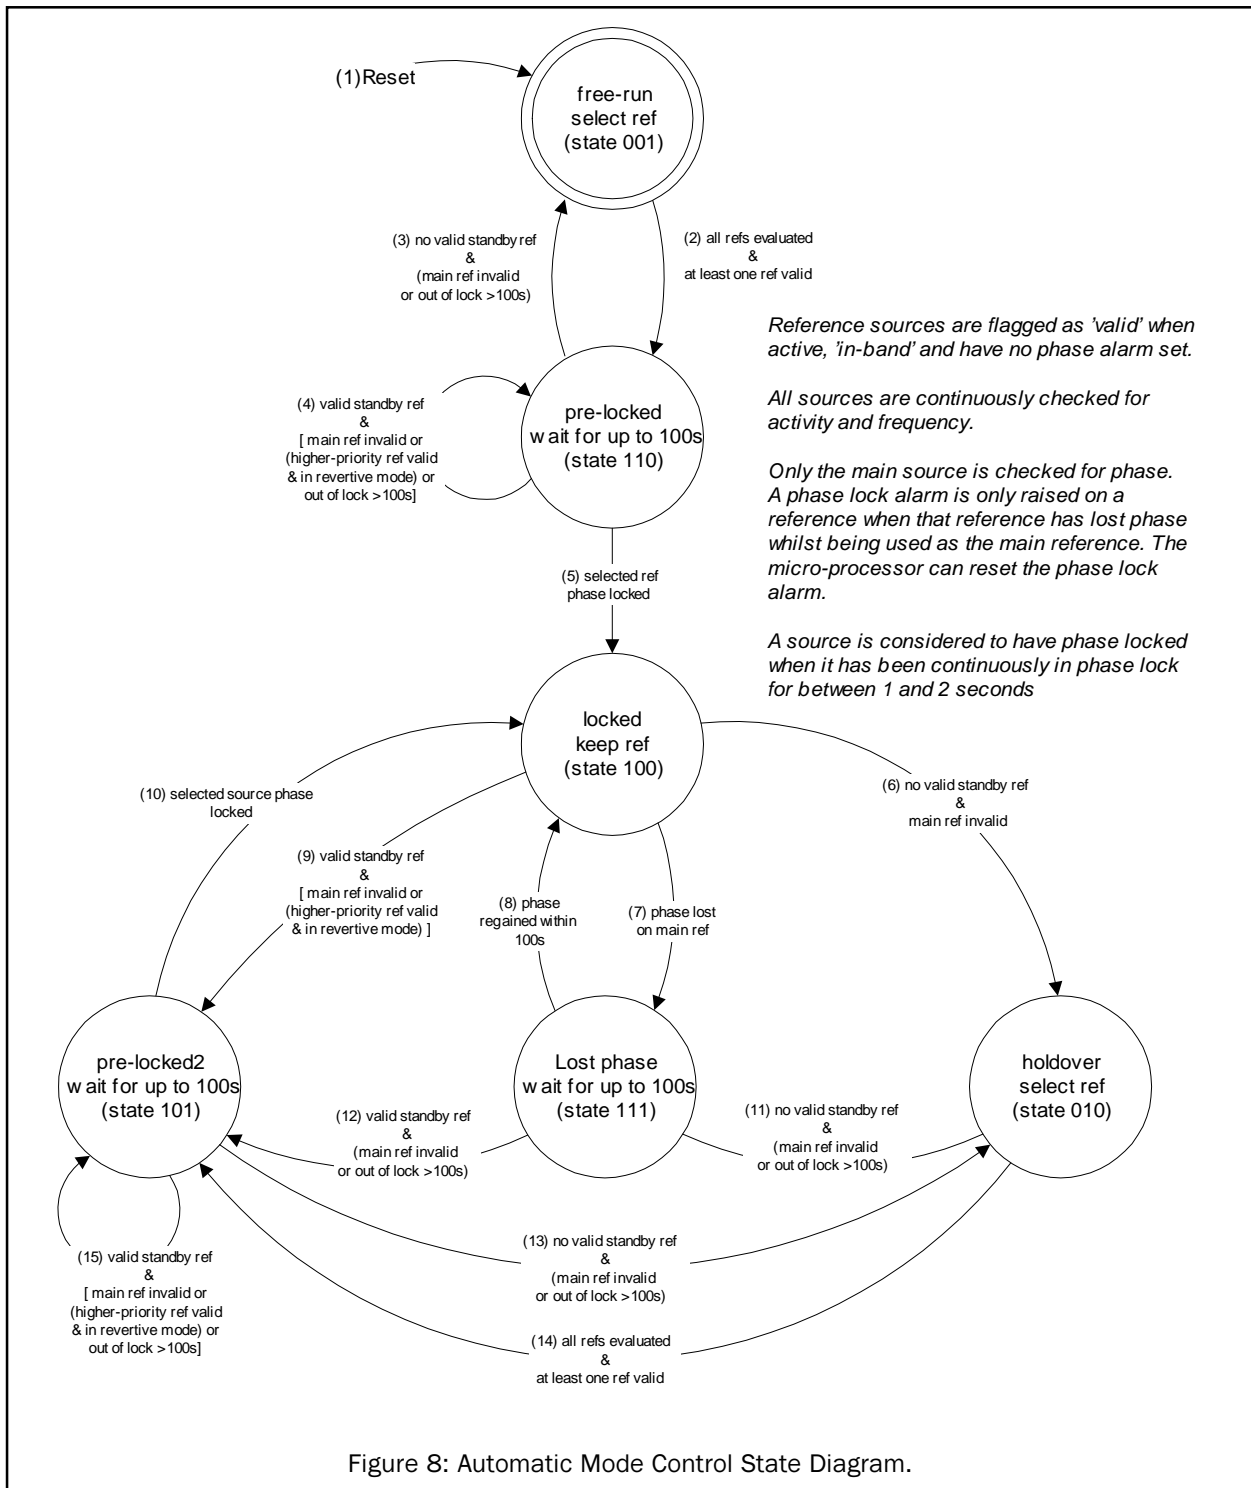 (1)Reset
free-run
select ref
(state 001)
(3) no valid standby ref
&
(main ref invalid
or out of lock >100s)
(2) all refs evaluated
&
at least one ref valid
Reference sources are flagged as 'valid' when
active, 'in-band' and have no phase alarm set.
All sources are continuously checked for
activity and frequency.
Only the main source is checked for phase.
A phase lock alarm is only raised on a
reference when that reference has lost phase
whilst being used as the main reference. The
micro-processor can reset the phase lock
alarm.
A source is considered to have phase locked
when it has been continuously in phase lock
for between 1 and 2 seconds
(4) valid standby ref
&
[ main ref invalid or
(higher-priority ref valid
& in revertive mode) or
out of lock >100s]
pre-locked
wait for up to 100s
(state 110)
(5) selected ref
phase locked
locked
keep ref
(state 100)
(10) selected source phase
locked
(6) no valid standby ref
&
main ref invalid
(9) valid standby ref
&
[ main ref invalid or
(higher-priority ref valid
& in revertive mode) ]
(8) phase
regained within
100s
(7) phase lost
on main ref
pre-locked2
wait for up to 100s
(state 101)
Lost phase
wait for up to 100s
(state 111)
holdover
select ref
(state 010)
(12) valid standby ref
&
(main ref invalid
or out of lock >100s)
(11) no valid standby ref
&
(main ref invalid
or out of lock >100s)
(15) valid standby ref
&
[ main ref invalid or
(higher-priority ref valid
& in revertive mode) or
out of lock >100s]
(13) no valid standby ref
&
(main ref invalid
or out of lock >100s)
(14) all refs evaluated
&
at least one ref valid
Figure 8: Automatic Mode Control State Diagram.